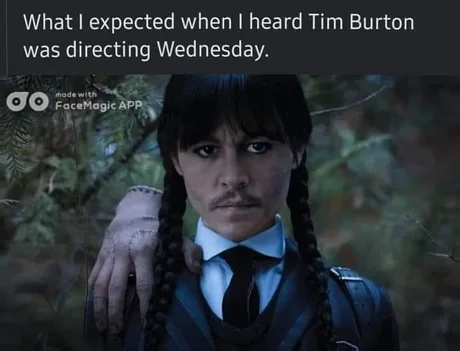 What I expected when I heard Tim Burton
was directing Wednesday.
made with
FaceMagic APP